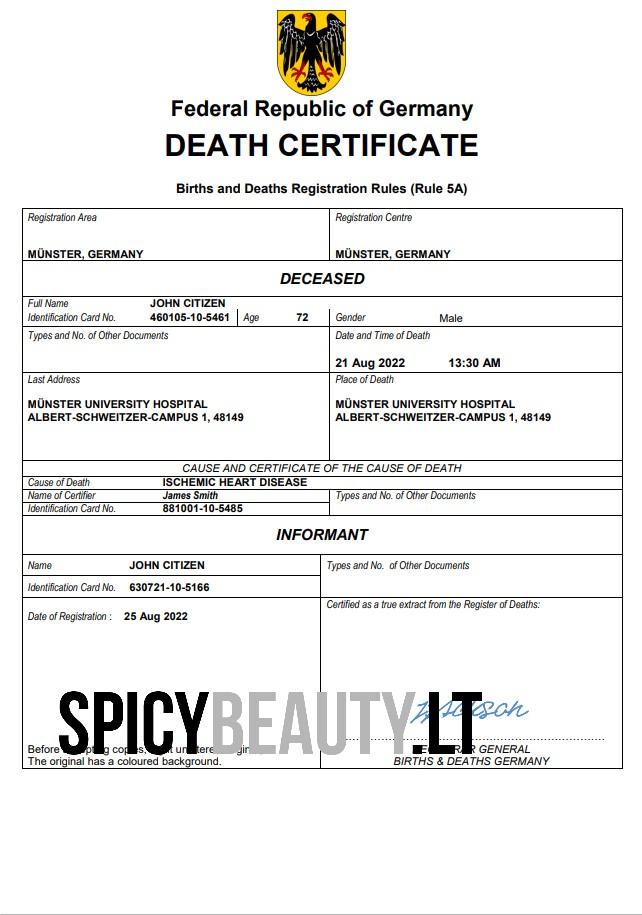 Federal Republic of Germany
DEATH CERTIFICATE
Births and Deaths Registration Rules (Rule 5A)
Registration Area
Registration Centre
MÜNSTER, GERMANY
MÜNSTER, GERMANY
DECEASED
Full Name JOHN CITIZEN
Identification Card No. 460105-10-5461 Age 72 Gender Male
Types and No. of Other Documents
Date and Time of Death
21 Aug 2022 13:30 AM
Last Address
Place of Death
MÜNSTER UNIVERSITY HOSPITAL
ALBERT-SCHWEITZER-CAMPUS 1, 48149
MÜNSTER UNIVERSITY HOSPITAL
ALBERT-SCHWEITZER-CAMPUS 1, 48149
CAUSE AND CERTIFICATE OF THE CAUSE OF DEATH
Cause of Death ISCHEMIC HEART DISEASE
Name of Certifier James Smith
Types and No. of Other Documents
Identification Card No. 881001-10-5485
INFORMANT
Name JOHN CITIZEN
Types and No. of Other Documents
Identification Card No. 630721-10-5166
Certified as a true extract from the Register of Deaths:
Date of Registration : 25 Aug 2022
SPICYBEAUTY.LT
Before copies,
The original has a coloured background.
GENERAL
BIRTHS & DEATHS GERMANY